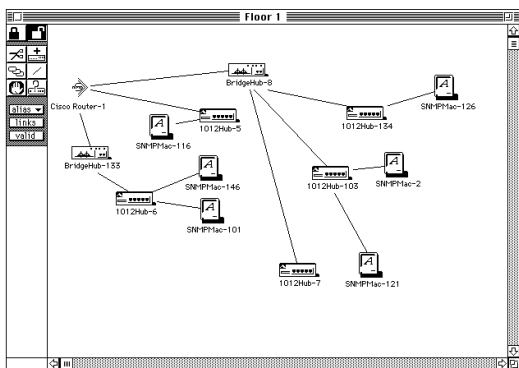 Floor 1
alias
links
valid
Cisco Router-1
BridgeHub-8
SNMPMac-126
1012Hub-5
1012Hub-134
SNMPMac-116
BridgeHub-133
SNMPMac-146
1012Hub-103
SNMPMac-2
1012Hub-6
SNMPMac-101
1012Hub-7
SNMPMac-121